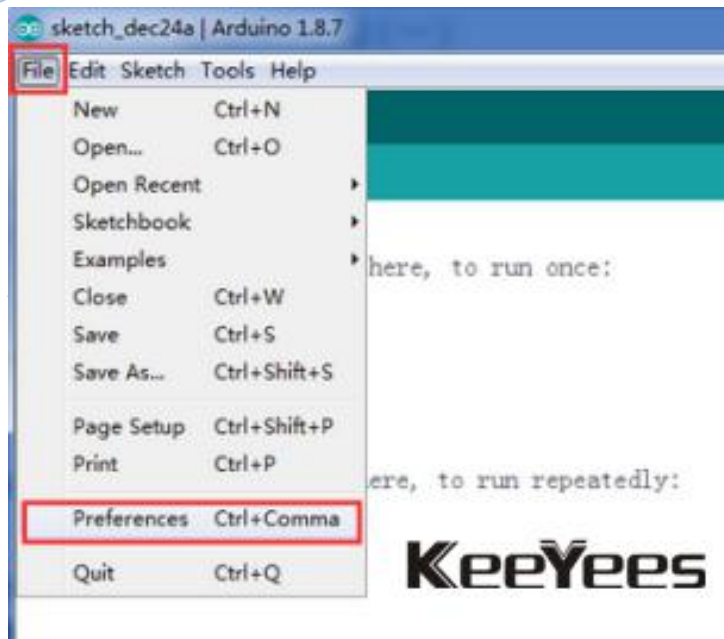 sketch_dec24a | Arduino 1.8.7
File Edit Sketch Tools Help
New Ctrl+N
Open... Ctrl+O
Open Recent
Sketchbook
Examples
here, to run once:
Close Ctrl+W
Save Ctrl+S
Save As... Ctrl+Shift+S
Page Setup Ctrl+Shift+P
Print Ctrl+P
ere, to run repeatedly:
Preferences Ctrl+Comma
Quit Ctrl+Q
KeeYees